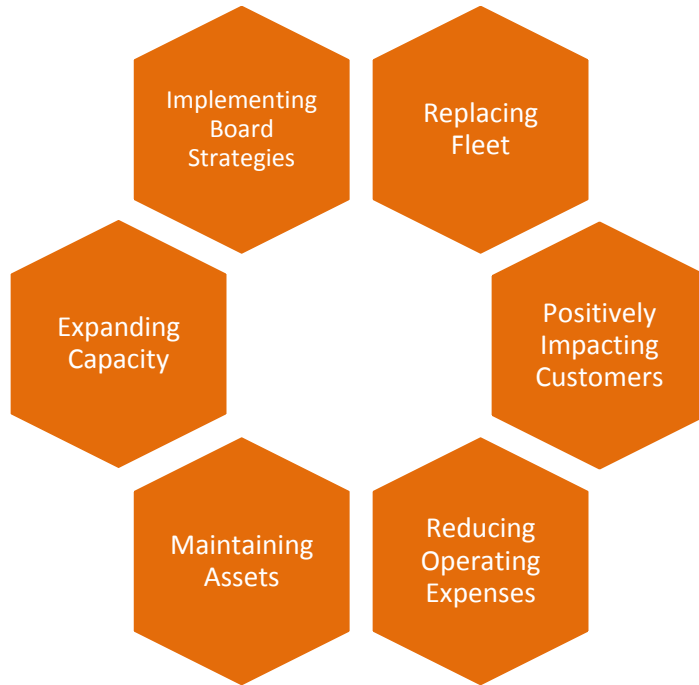 Implementing
Board
Strategies
Replacing
Fleet
Expanding
Capacity
Positively
Impacting
Customers
Maintaining
Assets
Reducing
Operating
Expenses